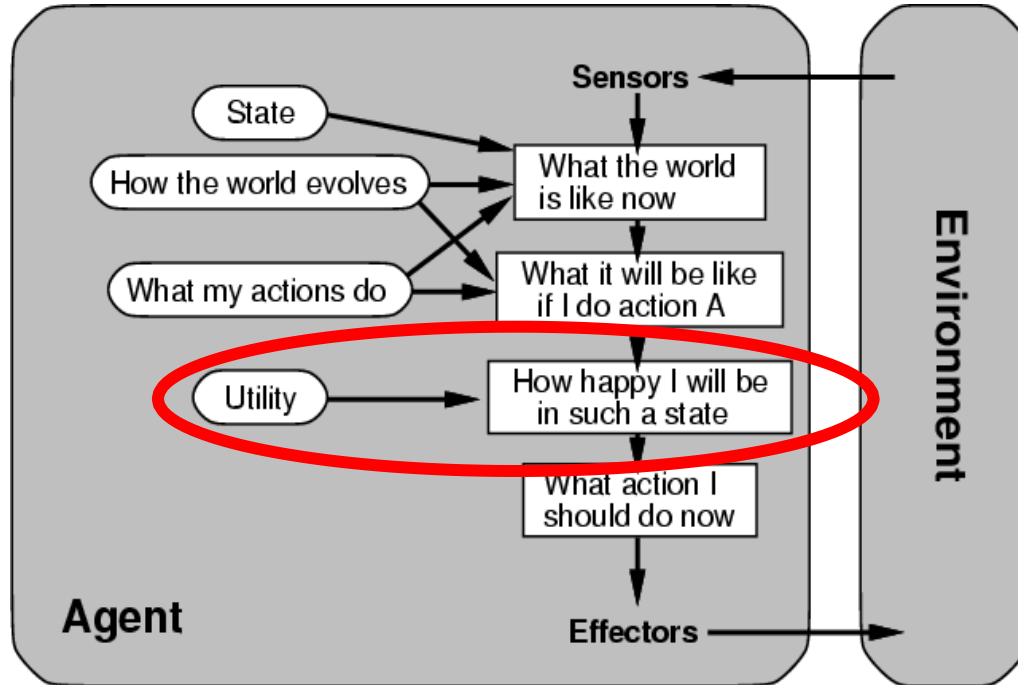 Sensors
State
What the world
is like now
How the world evolves
What it will be like
if I do action A
What my actions do
How happy I will be
in such a state
Utility
What action I
should do now
Agent
Effectors
Environment